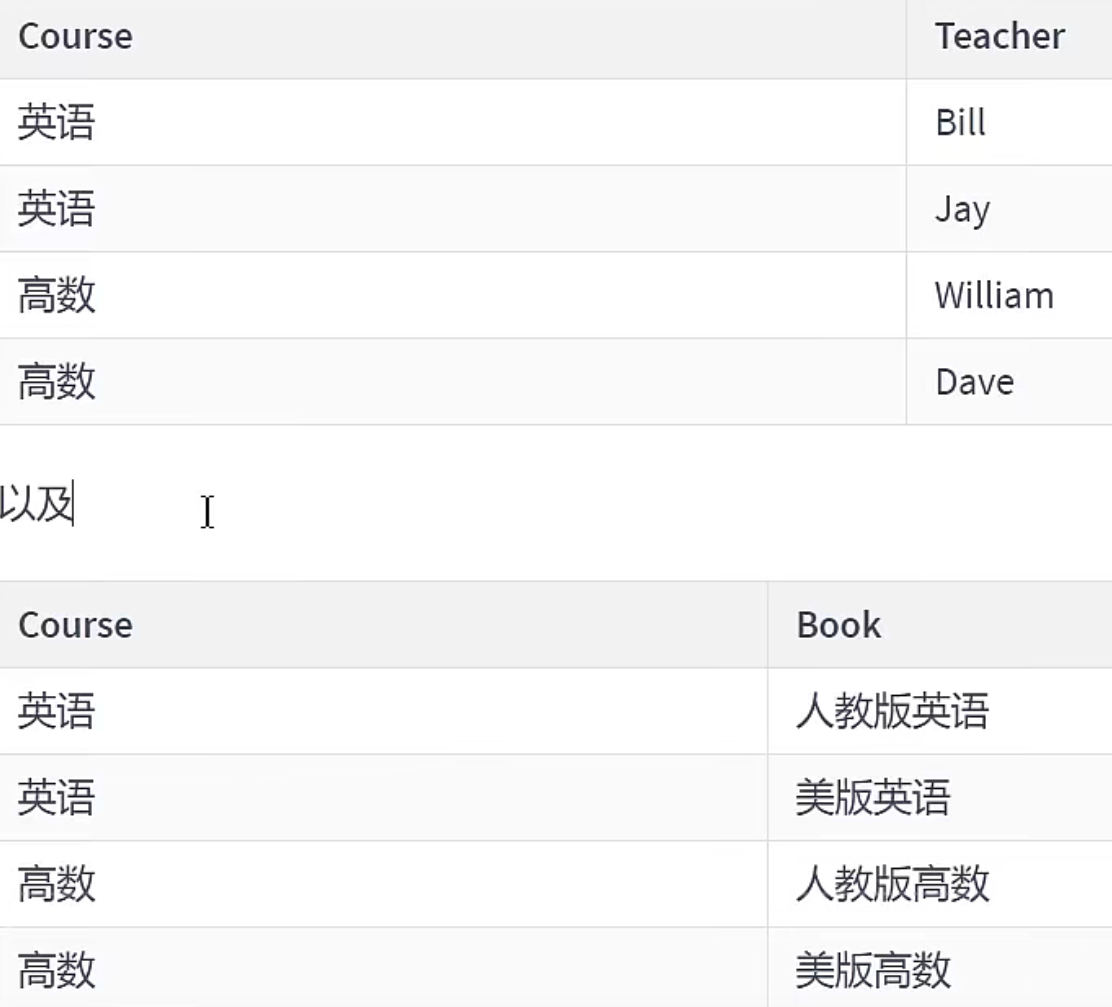 Course Teacher
英语 Bill
英语 Jay
高数 William
高数 Dave
以及
Course Book
英语 人教版英语
英语 美版英语
高数 人教版高数
高数 美版高数